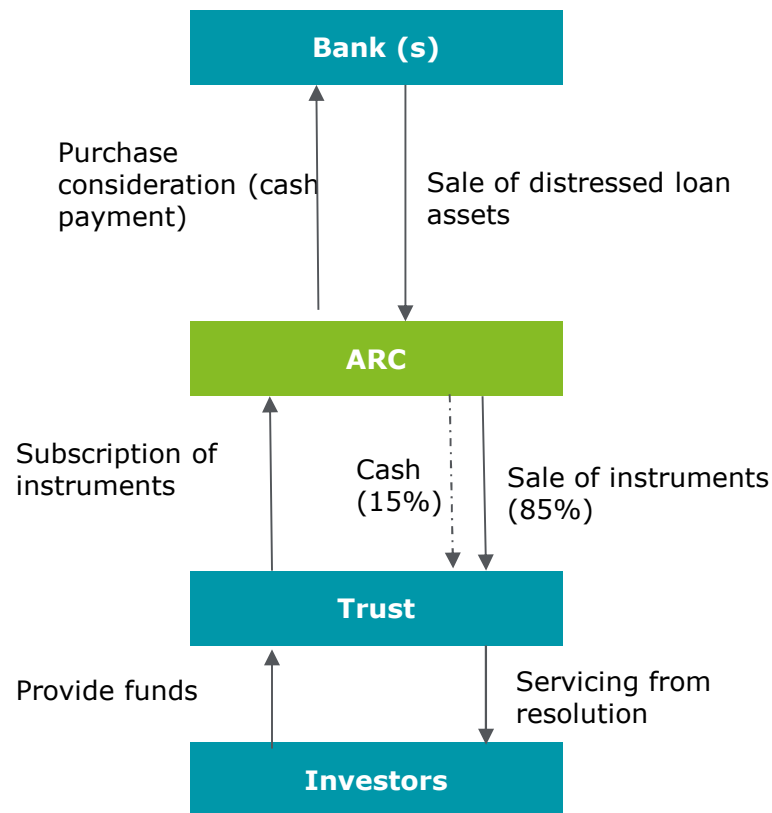 Bank (s)
Purchase
consideration (cash
payment)
Sale of distressed loan
assets
ARC
Subscription of
instruments
Cash
(15%)
Sale of instruments
(85%)
Trust
Provide funds
Servicing from
resolution
Investors